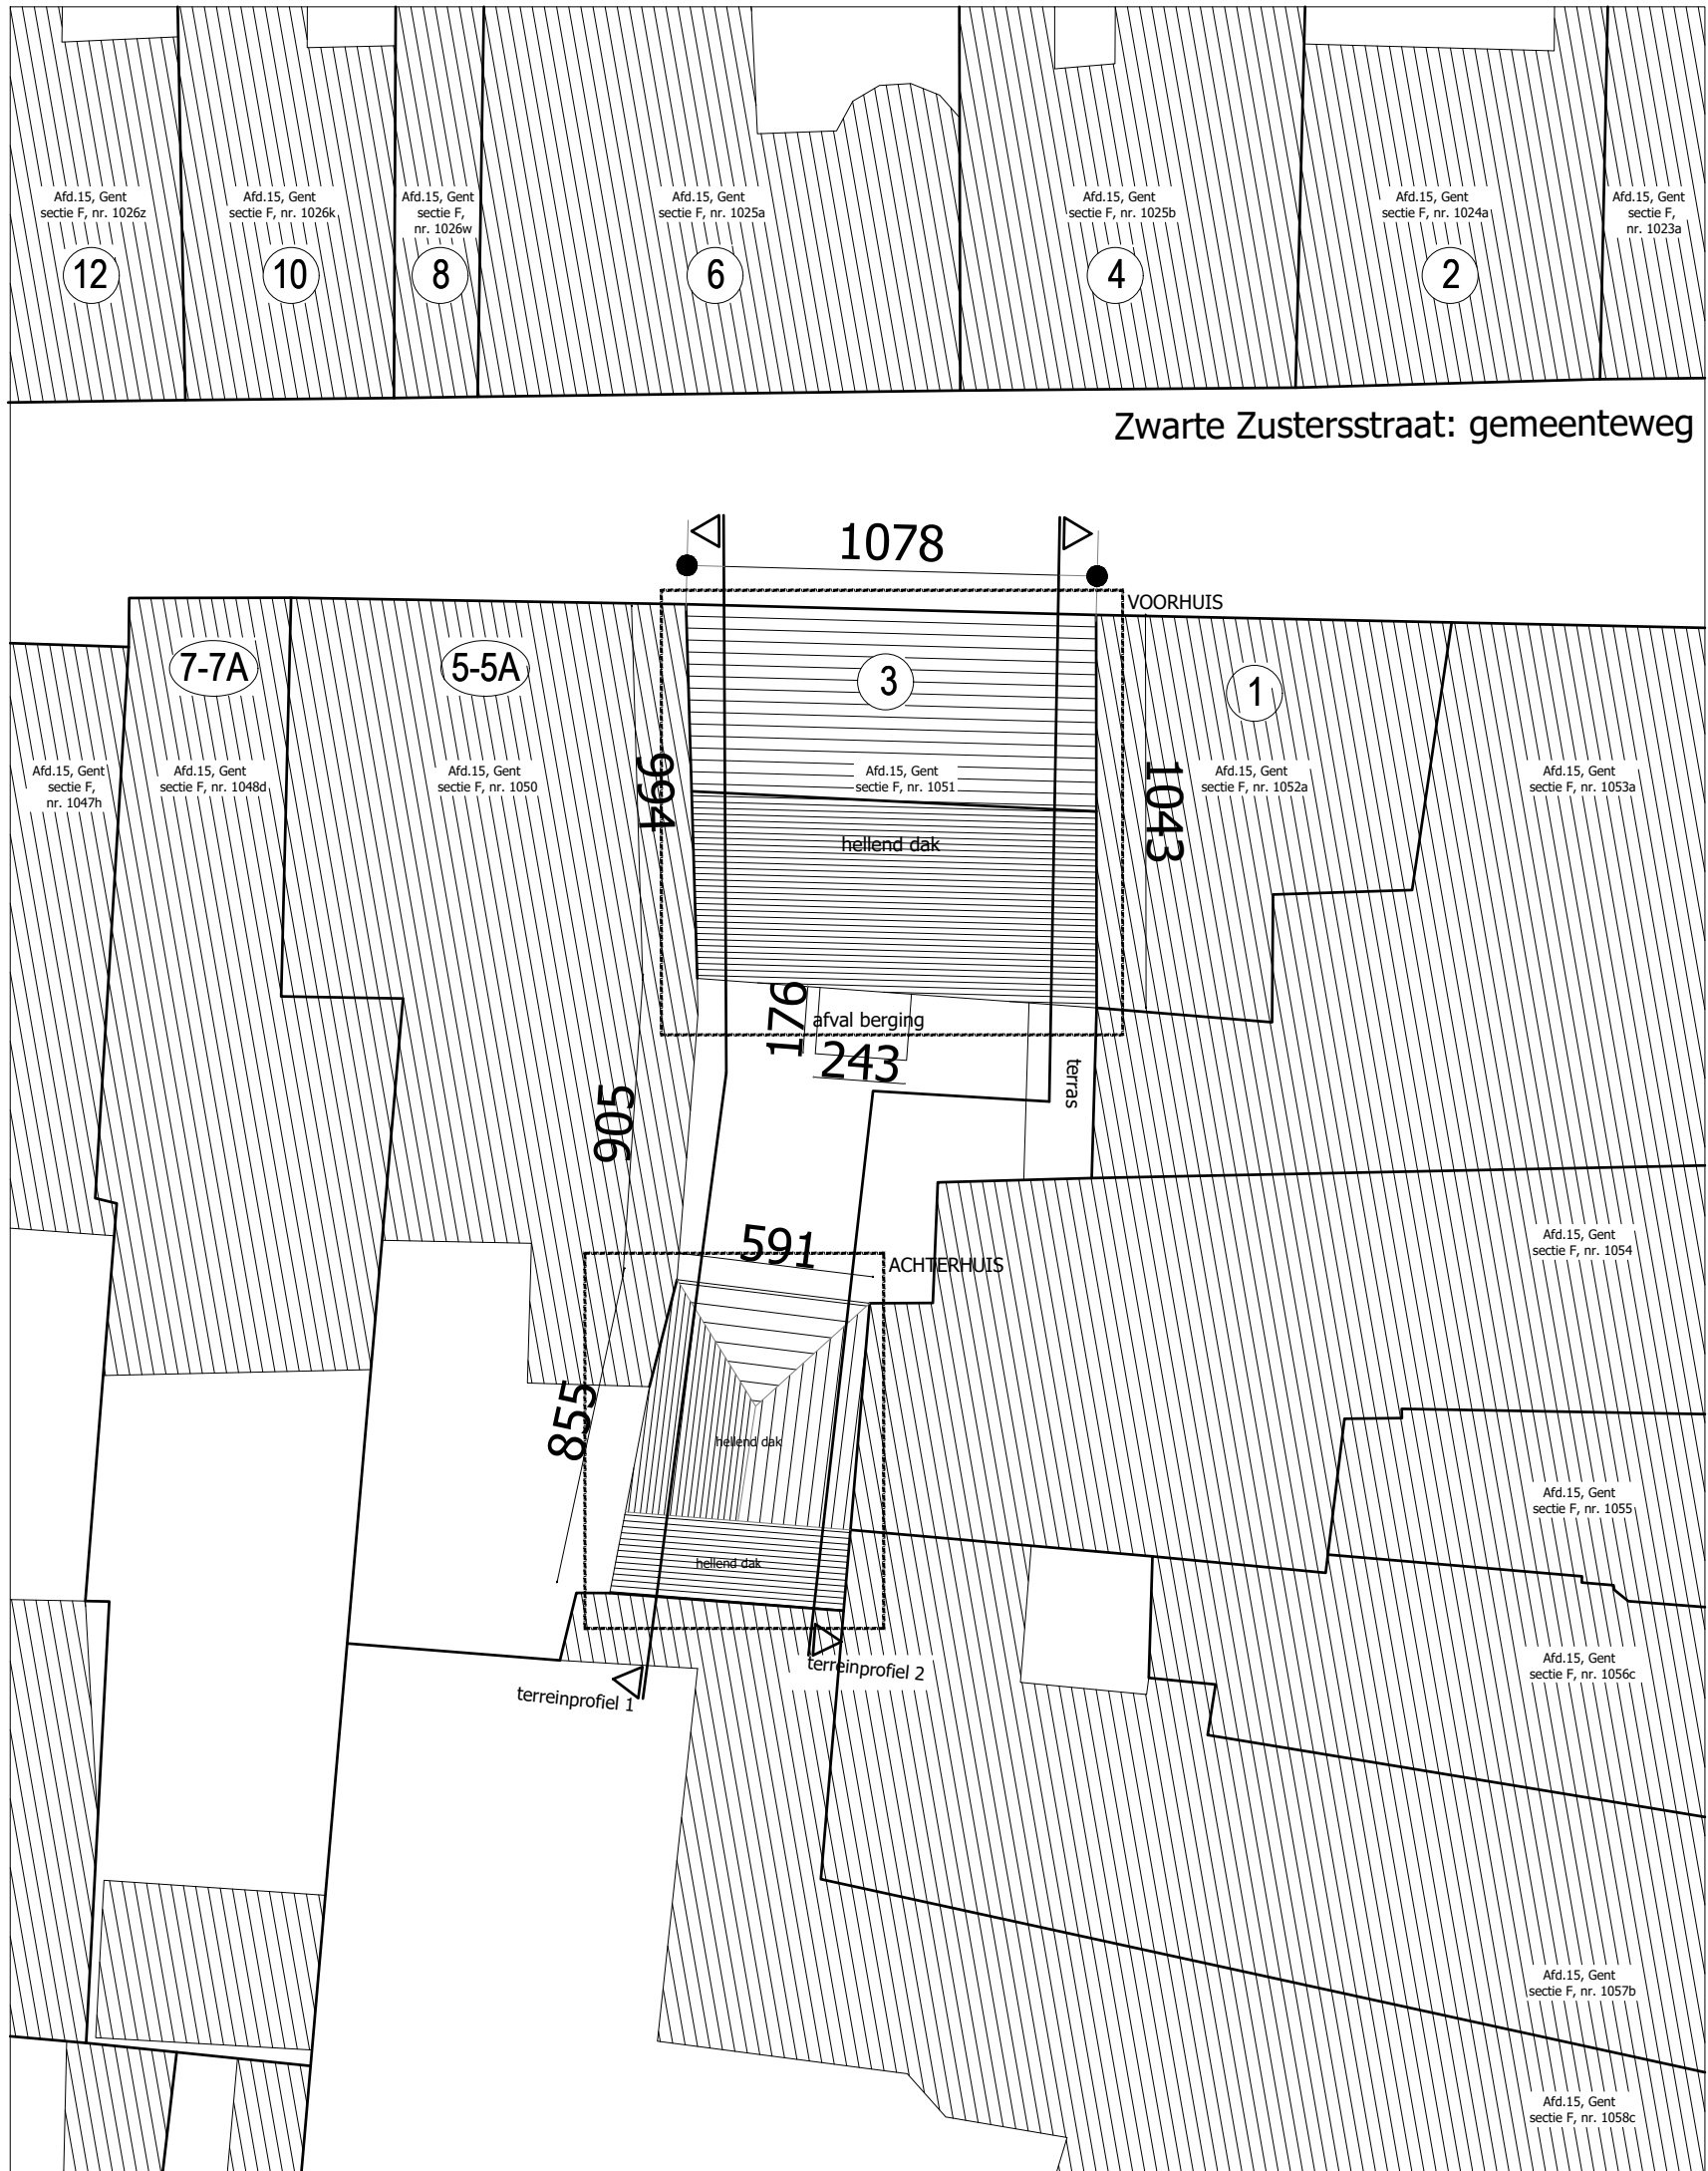 Afd.15, Gent
sectie F, nr. 1026z
12
Afd.15, Gent
sectie F, nr. 1026k
10
Afd.15, Gent
sectie F,
nr. 1026w
8
Afd.15, Gent
sectie F, nr. 1025a
6
Afd.15, Gent
sectie F, nr. 1025b
4
Afd.15, Gent
sectie F, nr. 1024a
2
Afd.15, Gent
sectie F,
nr. 1023a
Zwarte Zustersstraat: gemeenteweg
1078
VOORHUIS
7-7A
5-5A
3
1
Afd.15, Gent
sectie F,
nr. 1047h
Afd.15, Gent
sectie F, nr. 1048d
Afd.15, Gent
sectie F, nr. 1050
994
Afd.15, Gent
sectie F, nr. 1051
1043
Afd.15, Gent
sectie F, nr. 1052a
Afd.15, Gent
sectie F, nr. 1053a
hellend dak
176
afval berging
243
terras
905
591
ACHTERHUIS
Afd.15, Gent
sectie F, nr. 1054
855
hellend dak
Afd.15, Gent
sectie F, nr. 1055
hellend dak
terreinprofiel 2
terreinprofiel 1
Afd.15, Gent
sectie F, nr. 1056c
Afd.15, Gent
sectie F, nr. 1057b
Afd.15, Gent
sectie F, nr. 1058c